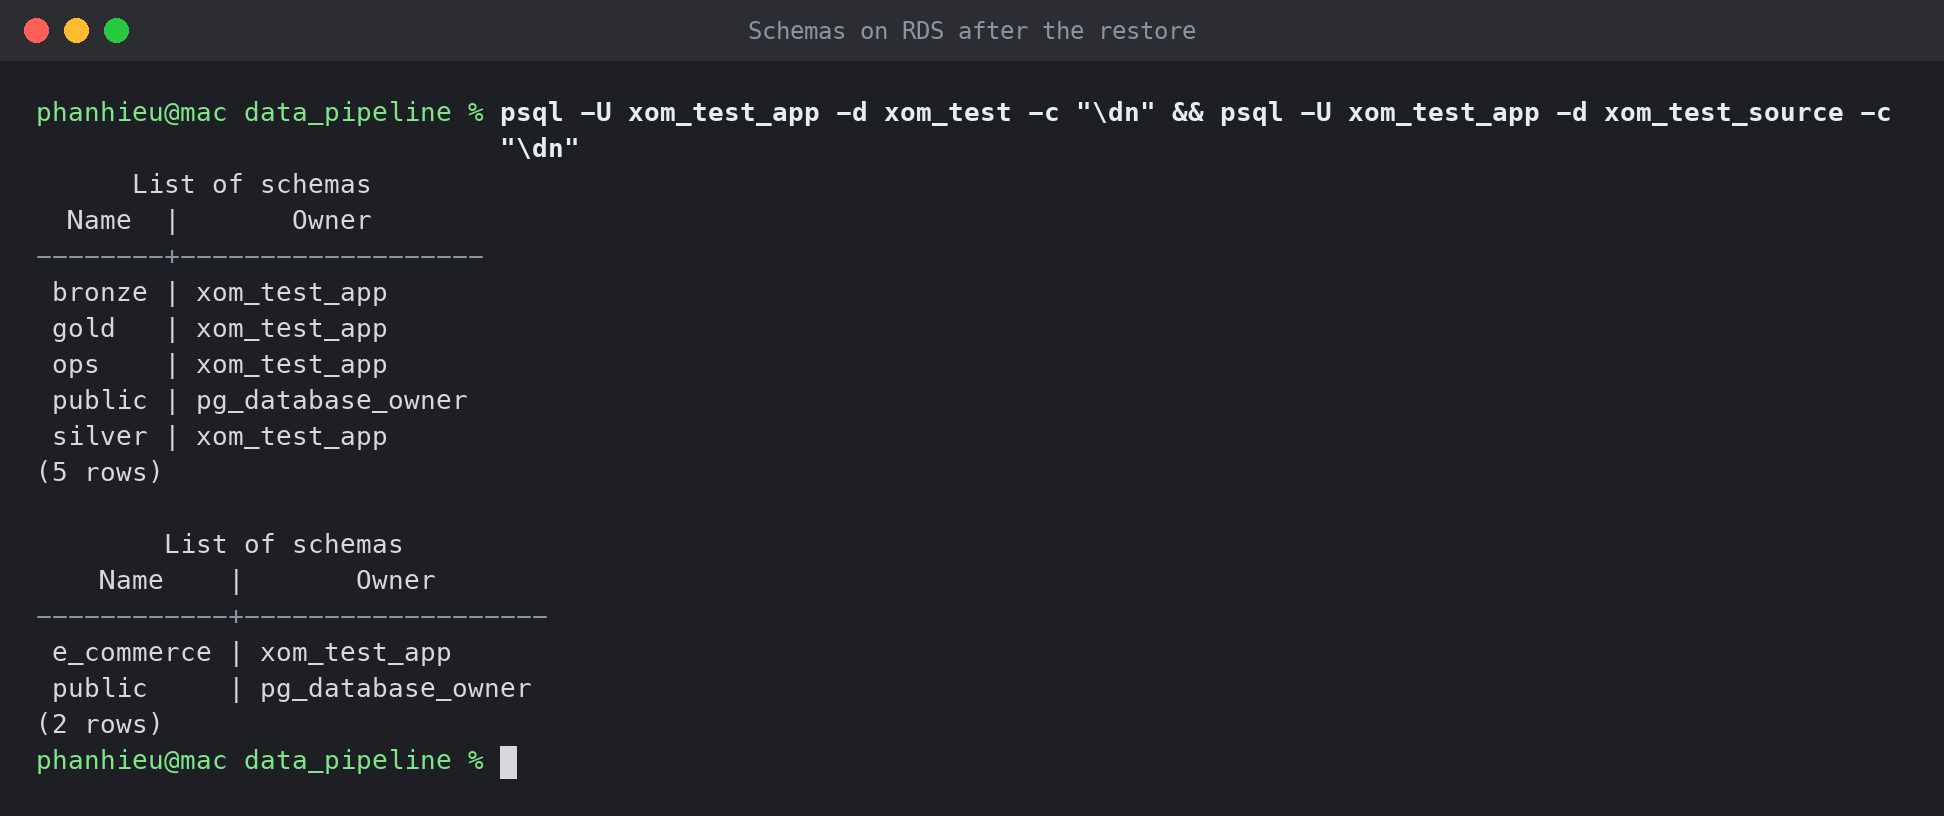 Schemas on RDS after the restore
phanhieu@mac data_pipeline % psql -U xom_test_app -d xom_test -c "\dn" && psql -U xom_test_app -d xom_test_source -c
"\dn"
List of schemas
Name | Owner
--------+-------------------
bronze | xom_test_app
gold | xom_test_app
ops | xom_test_app
public | pg_database_owner
silver | xom_test_app
(5 rows)
List of schemas
Name | Owner
------------+-------------------
e_commerce | xom_test_app
public | pg_database_owner
(2 rows)
phanhieu@mac data_pipeline %